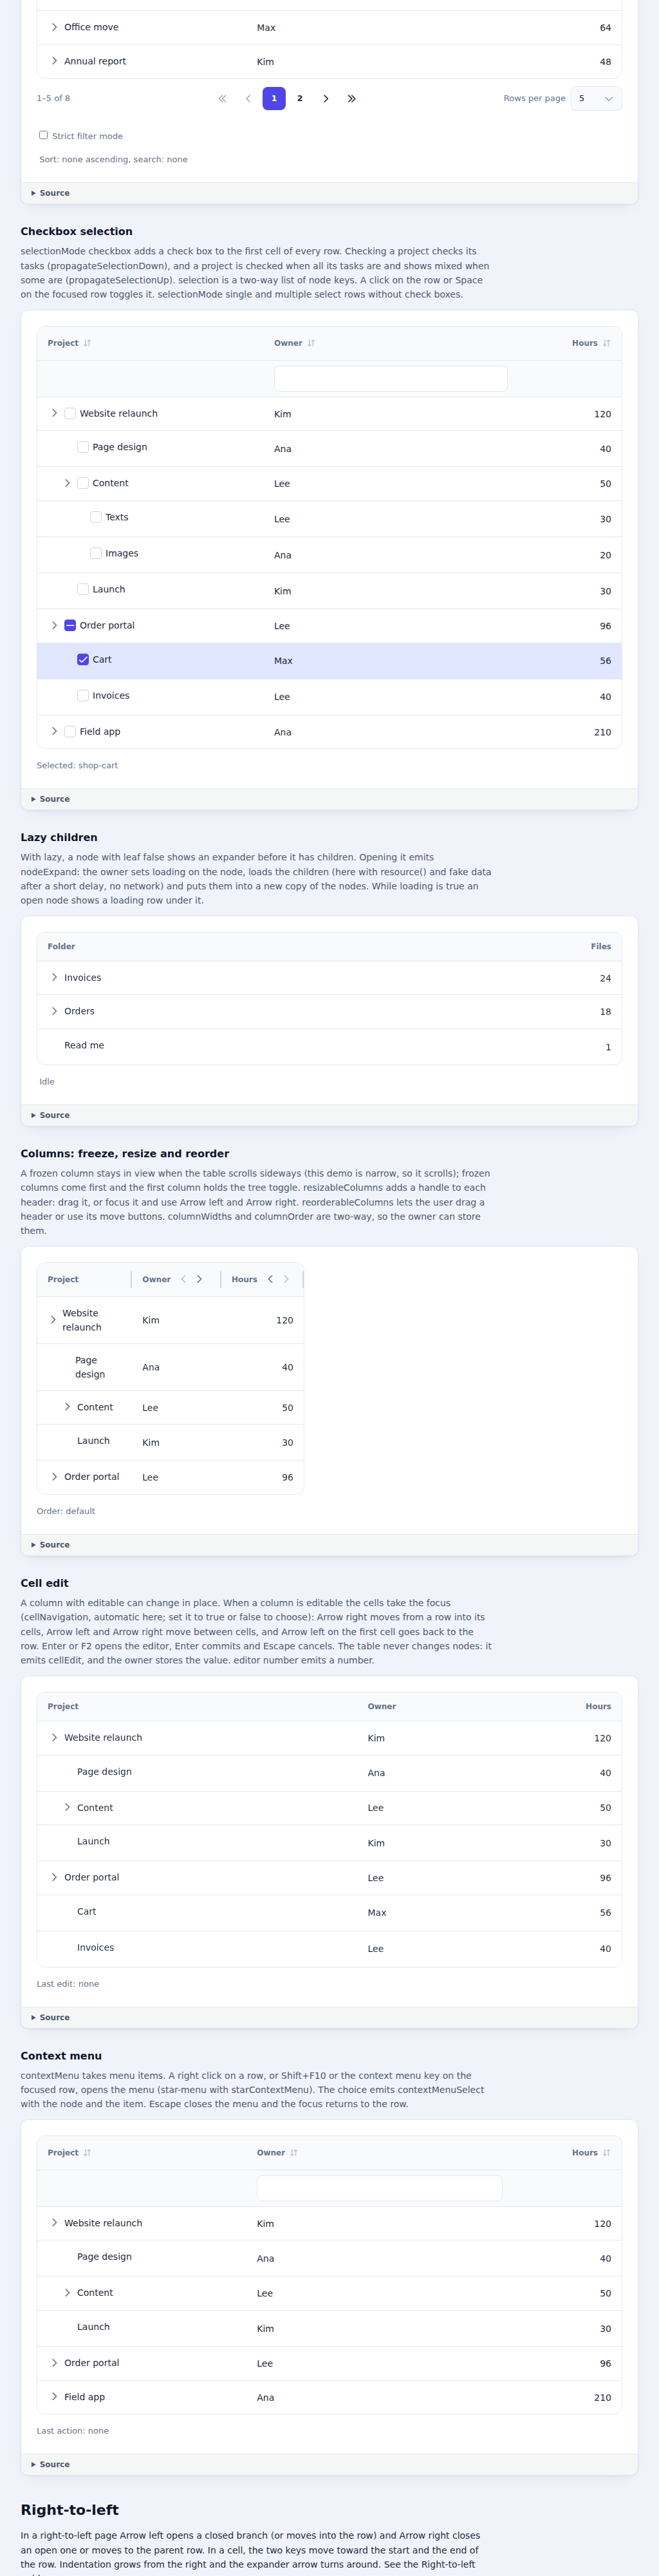 Office move Max 64
Annual report Kim 48
1–5 of 8 1 2 Rows per page 5
Strict filter mode
Sort: none ascending, search: none
Source
Checkbox selection
selectionMode checkbox adds a check box to the first cell of every row. Checking a project checks its
tasks (propagateSelectionDown), and a project is checked when all its tasks are and shows mixed when
some are (propagateSelectionUp). selection is a two-way list of node keys. A click on the row or Space
on the focused row toggles it. selectionMode single and multiple select rows without check boxes.
Project Owner Hours
Website relaunch Kim 120
Page design Ana 40
Content Lee 50
Texts Lee 30
Images Ana 20
Launch Kim 30
Order portal Lee 96
Cart Max 56
Invoices Lee 40
Field app Ana 210
Selected: shop-cart
Source
Lazy children
With lazy, a node with leaf false shows an expander before it has children. Opening it emits
nodeExpand: the owner sets loading on the node, loads the children (here with resource() and fake data
after a short delay, no network) and puts them into a new copy of the nodes. While loading is true an
open node shows a loading row under it.
Folder Files
Invoices 24
Orders 18
Read me 1
Idle
Source
Columns: freeze, resize and reorder
A frozen column stays in view when the table scrolls sideways (this demo is narrow, so it scrolls); frozen
columns come first and the first column holds the tree toggle. resizableColumns adds a handle to each
header: drag it, or focus it and use Arrow left and Arrow right. reorderableColumns lets the user drag a
header or use its move buttons. columnWidths and columnOrder are two-way, so the owner can store
them.
Project Owner Hours
Website
relaunch Kim 120
Page
design Ana 40
Content Lee 50
Launch Kim 30
Order portal Lee 96
Order: default
Source
Cell edit
A column with editable can change in place. When a column is editable the cells take the focus
(cellNavigation, automatic here; set it to true or false to choose): Arrow right moves from a row into its
cells, Arrow left and Arrow right move between cells, and Arrow left on the first cell goes back to the
row. Enter or F2 opens the editor, Enter commits and Escape cancels. The table never changes nodes: it
emits cellEdit, and the owner stores the value. editor number emits a number.
Project Owner Hours
Website relaunch Kim 120
Page design Ana 40
Content Lee 50
Launch Kim 30
Order portal Lee 96
Cart Max 56
Invoices Lee 40
Last edit: none
Source
Context menu
contextMenu takes menu items. A right click on a row, or Shift+F10 or the context menu key on the
focused row, opens the menu (star-menu with starContextMenu). The choice emits contextMenuSelect
with the node and the item. Escape closes the menu and the focus returns to the row.
Project Owner Hours
Website relaunch Kim 120
Page design Ana 40
Content Lee 50
Launch Kim 30
Order portal Lee 96
Field app Ana 210
Last action: none
Source
Right-to-left
In a right-to-left page Arrow left opens a closed branch (or moves into the row) and Arrow right closes
an open one or moves to the parent row. In a cell, the two keys move toward the start and the end of
the row. Indentation grows from the right and the expander arrow turns around. See the Right-to-left